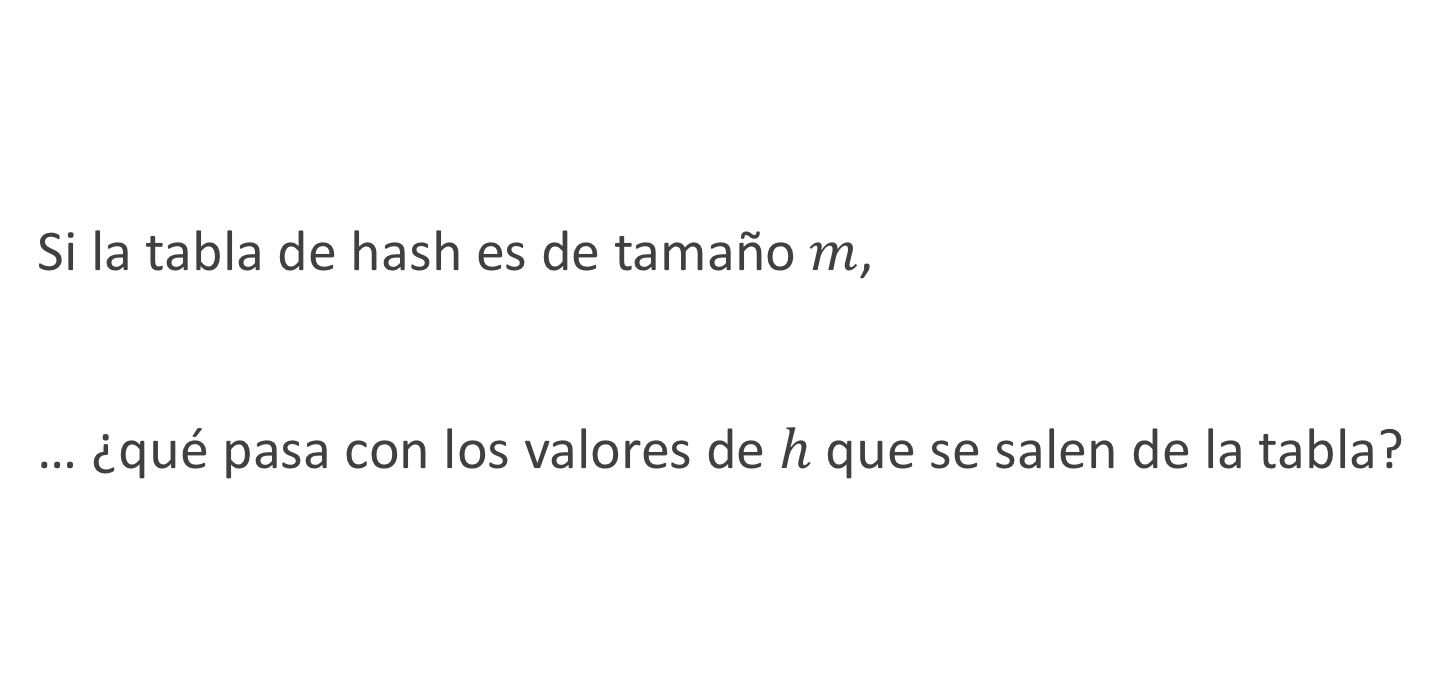 Si la tabla de hash es de tamaño m,
… ¿qué pasa con los valores de h que se salen de la tabla?